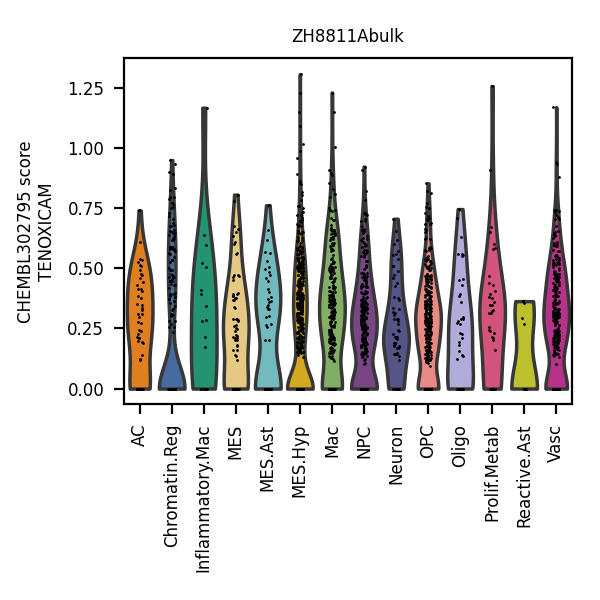 ZH8811Abulk
CHEMBL302795 score
TENOXICAM
1.25
1.00
0.75
0.50
0.25
0.00
AC
Chromatin.Reg
Inflammatory.Mac
MES
MES.Ast
MES.Hyp
Mac
NPC
Neuron
OPC
Oligo
Prolif.Metab
Reactive.Ast
Vasc